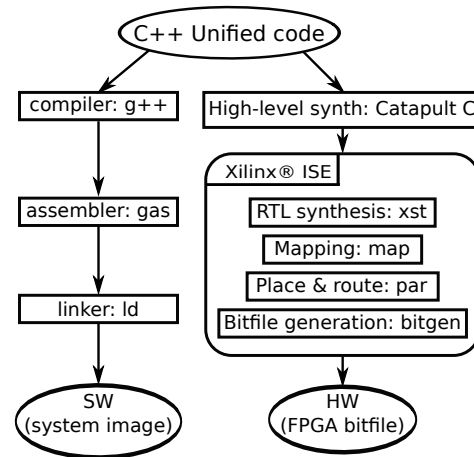 C++ Unified code
compiler: g++
assembler: gas
linker: ld
SW
(system image)
High-level synth: Catapult C
Xilinx® ISE
RTL synthesis: xst
Mapping: map
Place & route: par
Bitfile generation: bitgen
HW
(FPGA bitfile)